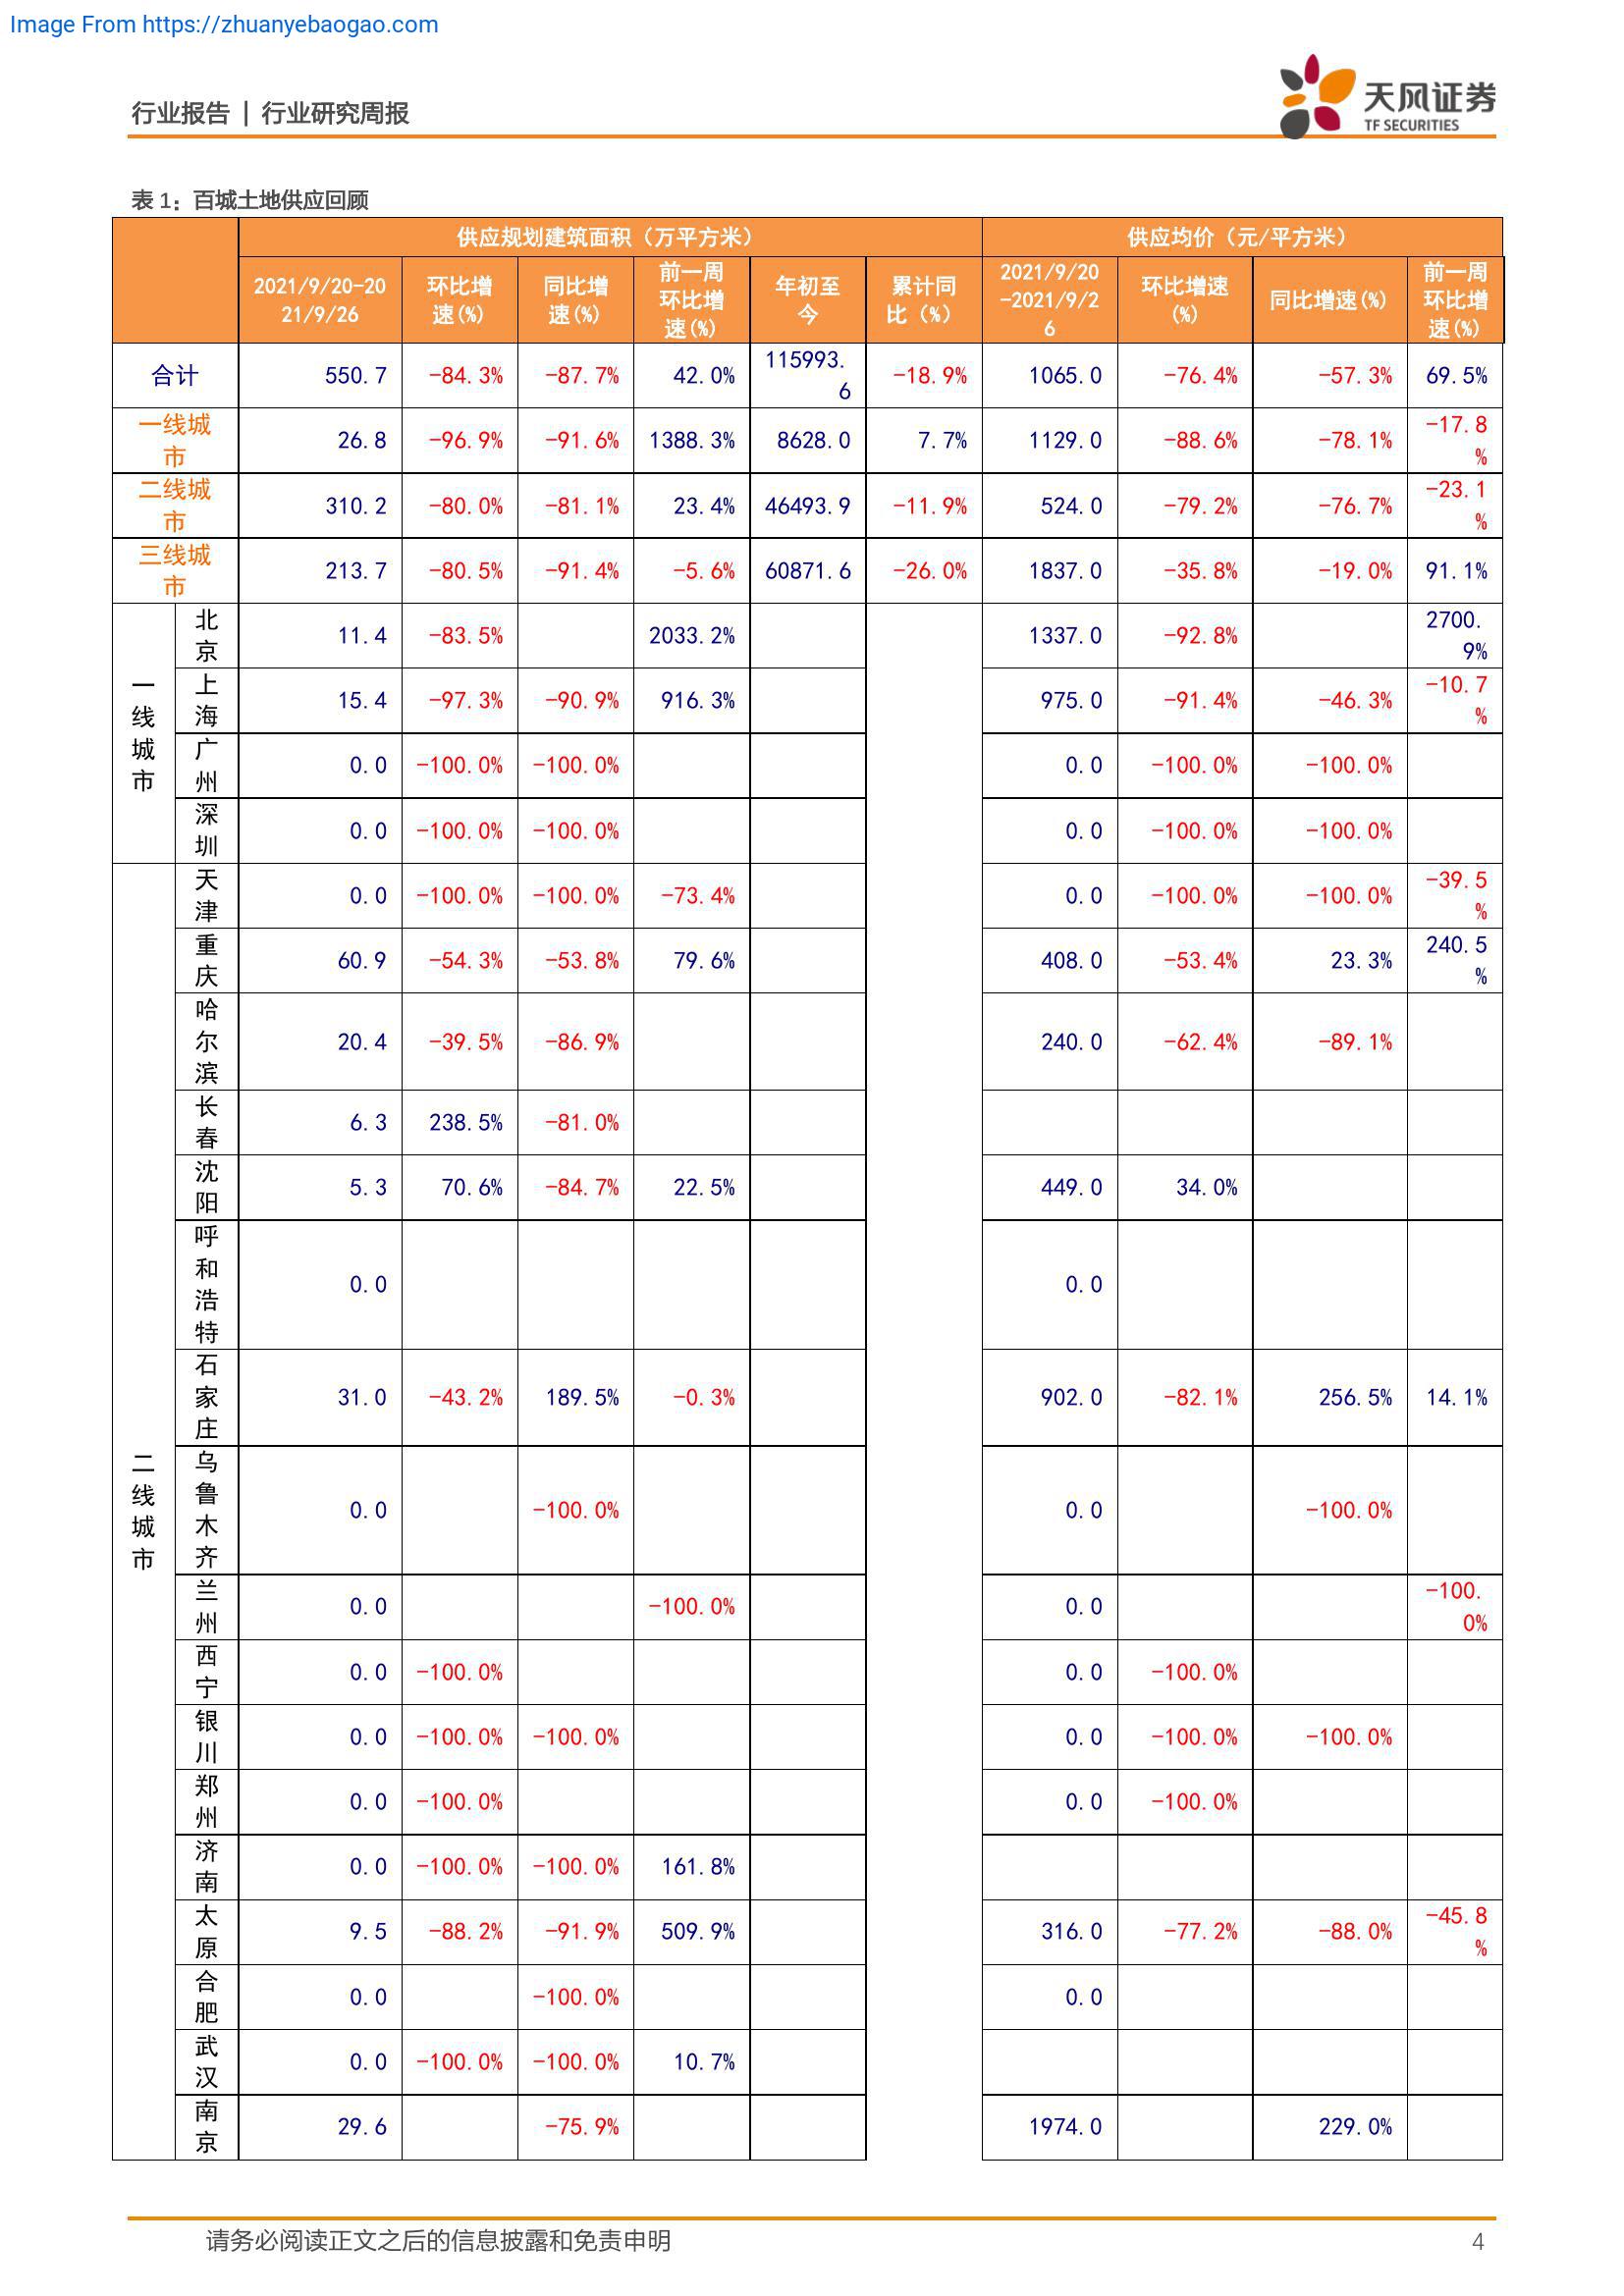 Image From https://zhuanyebaogao.com
行业报告 | 行业研究周报
天风证券
TF SECURITIES
表 1：百城土地供应回顾
供应规划建筑面积（万平方米） 供应均价（元/平方米）
2021/9/20-2021/9/26 环比增速(%) 同比增速(%) 前一周环比增速(%) 年初至今 累计同比（%） 2021/9/20-2021/9/26 环比增速(%) 同比增速(%) 前一周环比增速(%)
合计 550.7 -84.3% -87.7% 42.0% 115993.6 -18.9% 1065.0 -76.4% -57.3% 69.5%
一线城市 26.8 -96.9% -91.6% 1388.3% 8628.0 7.7% 1129.0 -88.6% -78.1% -17.8%
二线城市 310.2 -80.0% -81.1% 23.4% 46493.9 -11.9% 524.0 -79.2% -76.7% -23.1%
三线城市 213.7 -80.5% -91.4% -5.6% 60871.6 -26.0% 1837.0 -35.8% -19.0% 91.1%
一线城市
北京 11.4 -83.5% 2033.2% 1337.0 -92.8% 2700.9%
上海 15.4 -97.3% -90.9% 916.3% 975.0 -91.4% -46.3% -10.7%
广州 0.0 -100.0% -100.0% 0.0 -100.0% -100.0%
深圳 0.0 -100.0% -100.0% 0.0 -100.0% -100.0%
二线城市
天津 0.0 -100.0% -100.0% -73.4% 0.0 -100.0% -100.0% -39.5%
重庆 60.9 -54.3% -53.8% 79.6% 408.0 -53.4% 23.3% 240.5%
哈尔滨 20.4 -39.5% -86.9% 240.0 -62.4% -89.1%
长春 6.3 238.5% -81.0%
沈阳 5.3 70.6% -84.7% 22.5% 449.0 34.0%
呼和浩特 0.0 0.0
石家庄 31.0 -43.2% 189.5% -0.3% 902.0 -82.1% 256.5% 14.1%
乌鲁木齐 0.0 -100.0% 0.0 -100.0%
兰州 0.0 -100.0% 0.0 -100.0%
西宁 0.0 -100.0% 0.0 -100.0%
银川 0.0 -100.0% -100.0% 0.0 -100.0% -100.0%
郑州 0.0 -100.0% 0.0 -100.0%
济南 0.0 -100.0% -100.0% 161.8%
太原 9.5 -88.2% -91.9% 509.9% 316.0 -77.2% -88.0% -45.8%
合肥 0.0 -100.0% 0.0
武汉 0.0 -100.0% -100.0% 10.7%
南京 29.6 -75.9% 1974.0 229.0%
请务必阅读正文之后的信息披露和免责申明 4